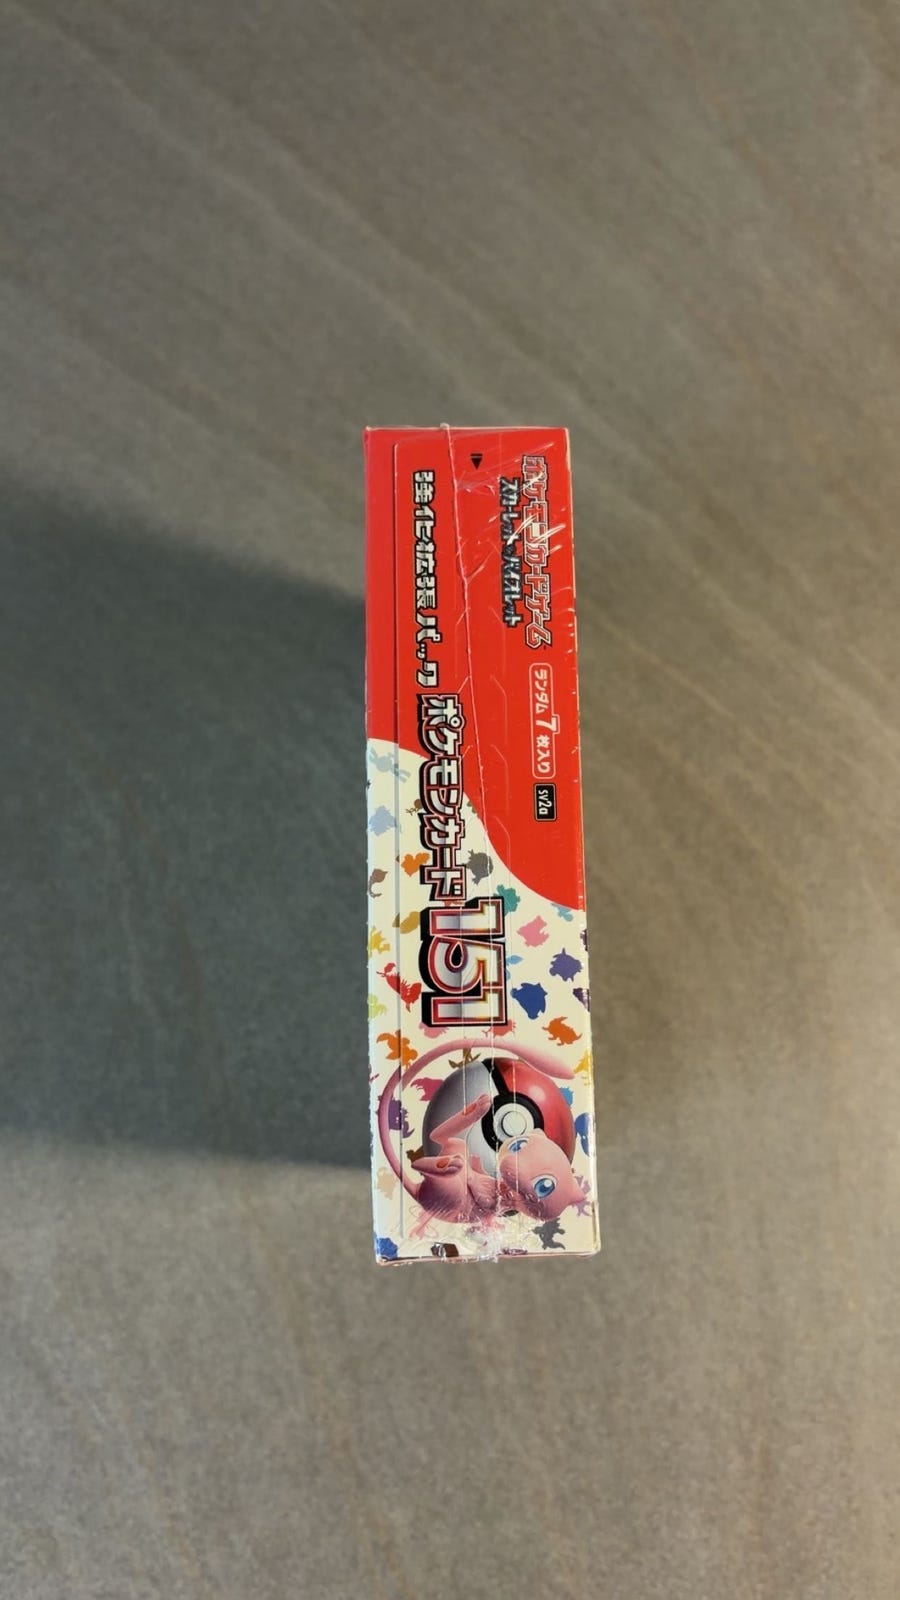 ポケモンカードゲーム
スカーレット&バイオレット
ランダム7枚入り
sv2a
強化拡張パック
ポケモンカード151